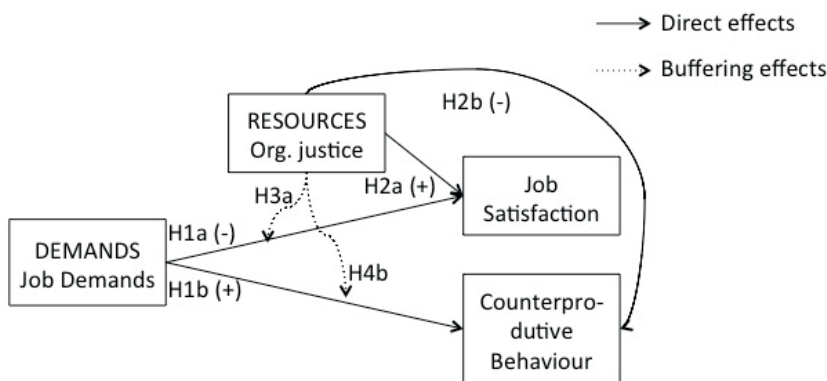 Direct effects
Buffering effects
H2b (-)
RESOURCES
Org. justice
H2a (+)
H3a
Job
Satisfaction
H1a (-)
DEMANDS
Job Demands
H1b (+)
H4b
Counterpro-
dutive
Behaviour